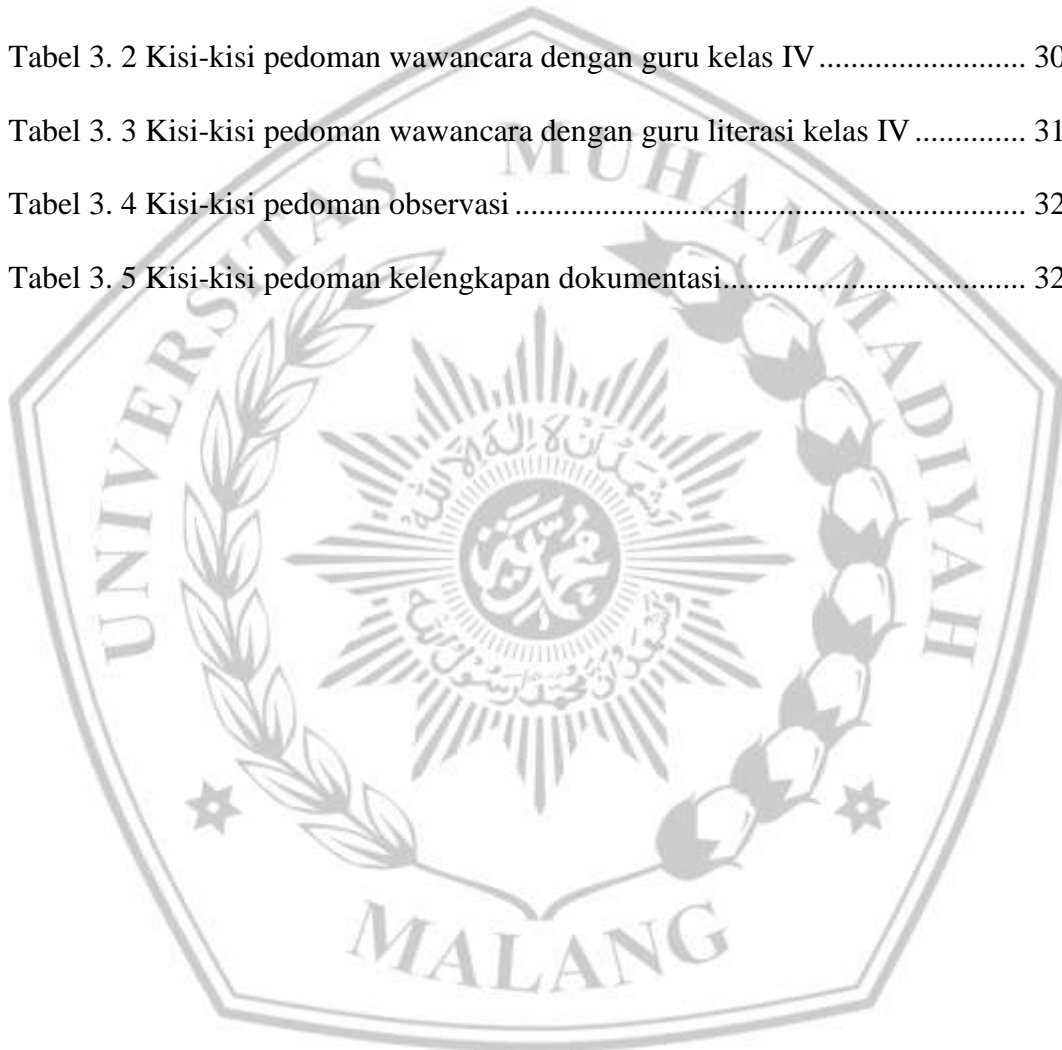 Tabel 3. 2 Kisi-kisi pedoman wawancara dengan guru kelas IV .......................... 30
Tabel 3. 3 Kisi-kisi pedoman wawancara dengan guru literasi kelas IV .............. 31
Tabel 3. 4 Kisi-kisi pedoman observasi ................................................................. 32
Tabel 3. 5 Kisi-kisi pedoman kelengkapan dokumentasi...................................... 32
UNIVERSITAS MUHAMMADIYAH
MALANG